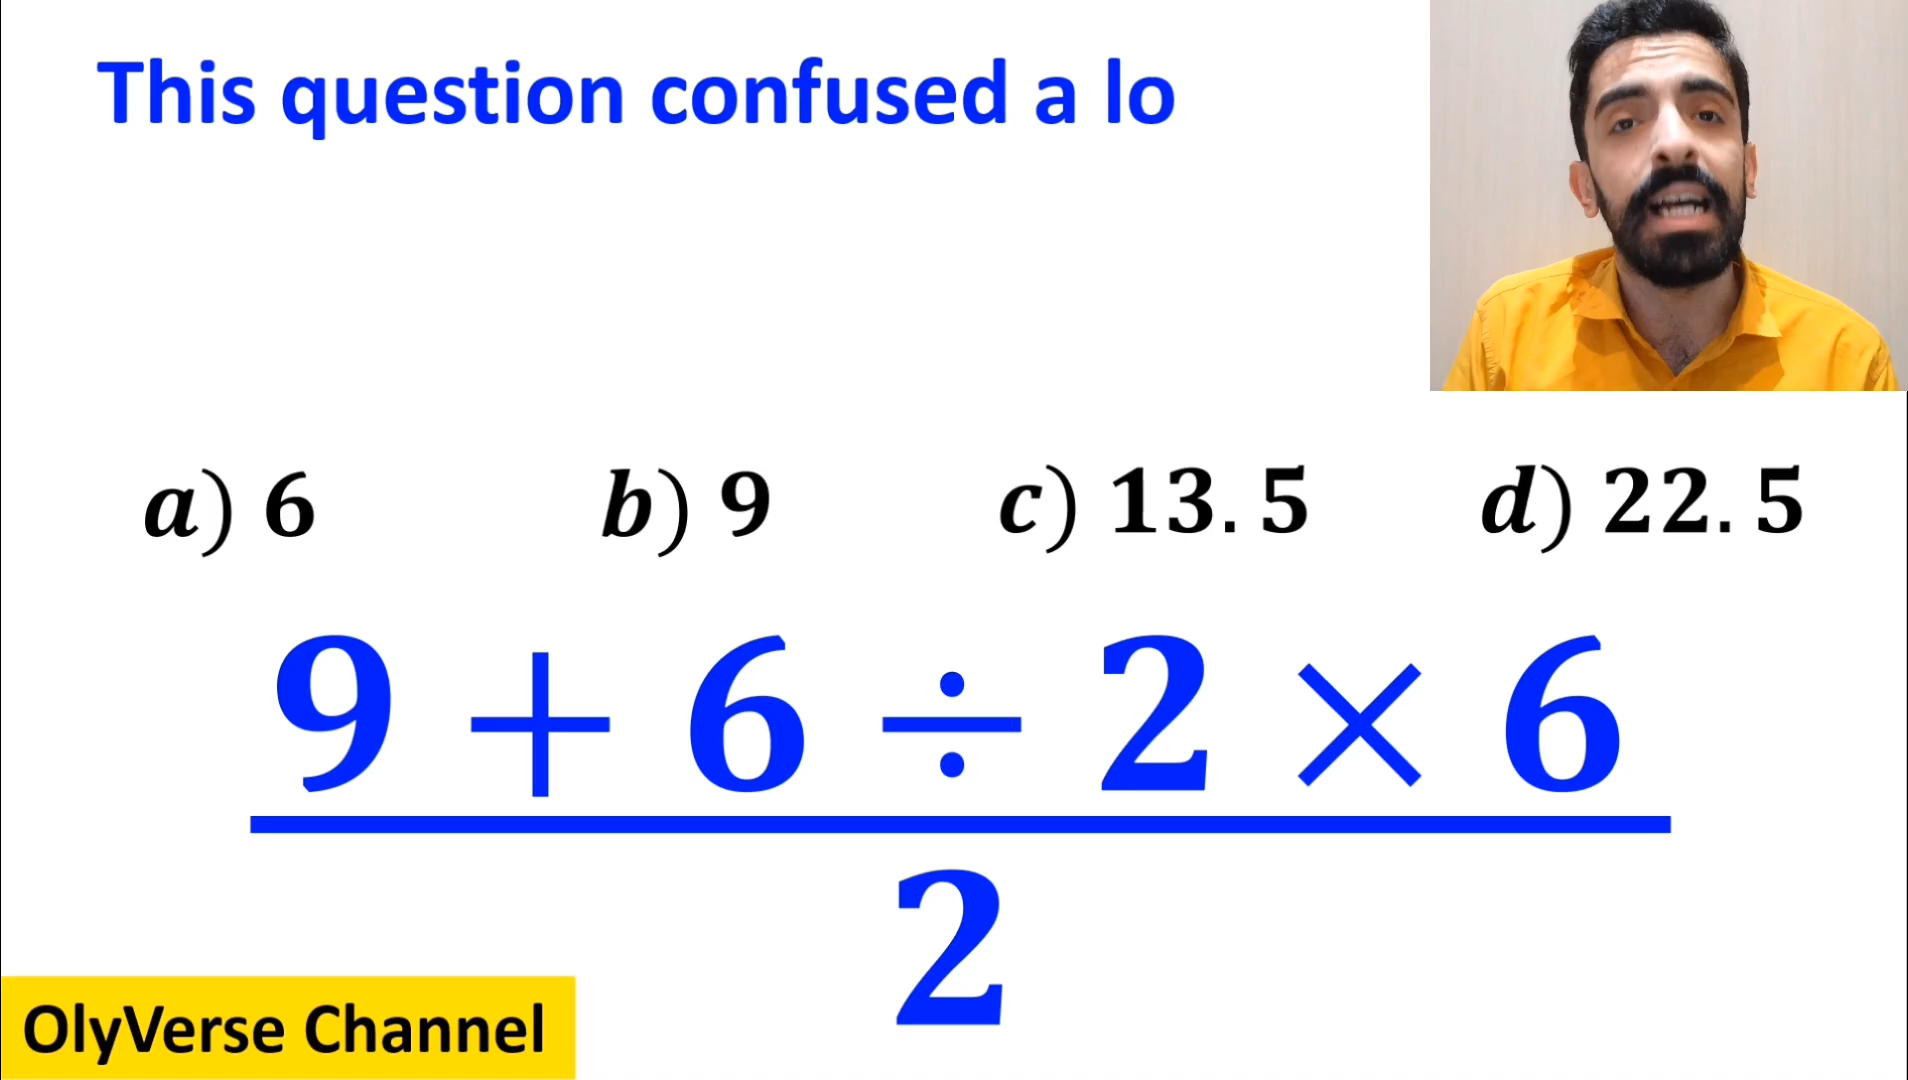 This question confused a lo
a) 6 b) 9 c) 13.5 d) 22.5
9 + 6 ÷ 2 × 6
2
OlyVerse Channel